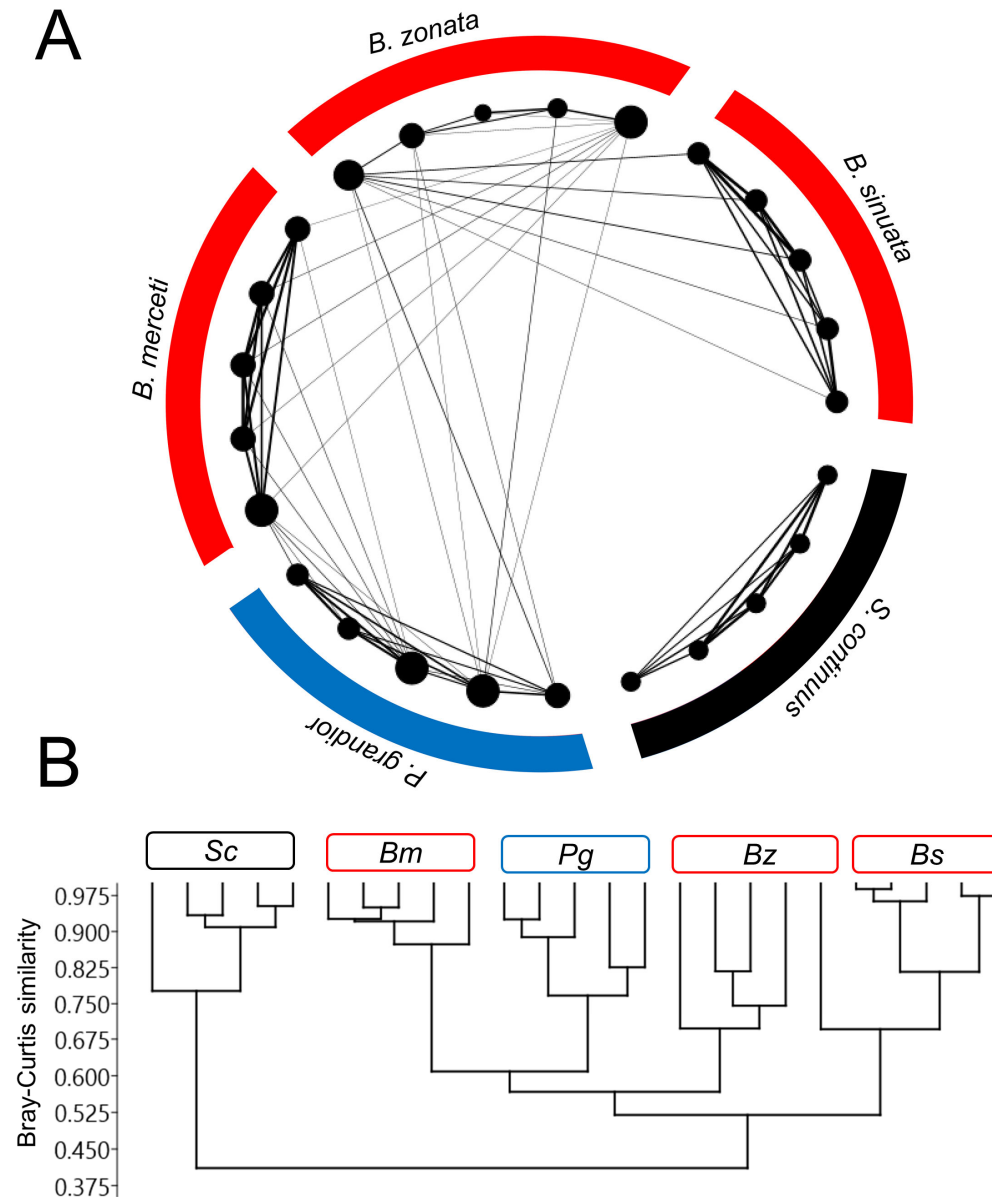 A
B. zonata
B. sinuata
B. merceti
S. continuus
P. grandior
B
Sc
Bm
Pg
Bz
Bs
Bray-Curtis similarity
0.975
0.900
0.825
0.750
0.675
0.600
0.525
0.450
0.375